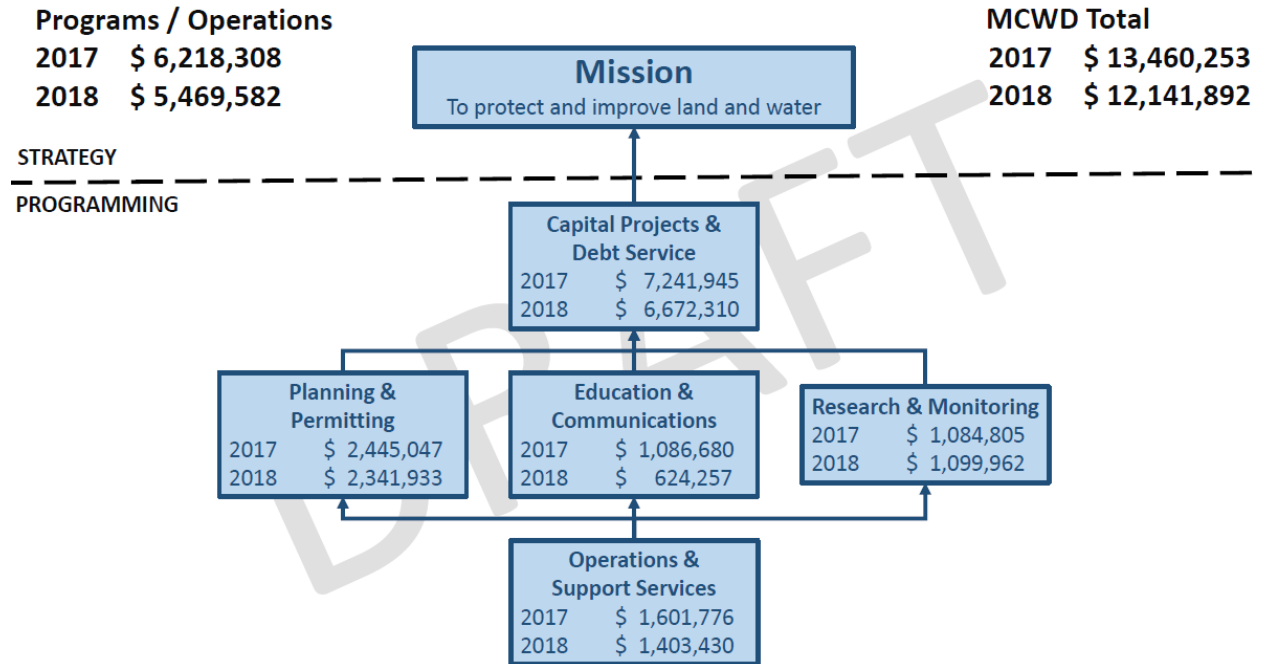 Programs / Operations
2017 $ 6,218,308
2018 $ 5,469,582
MCWD Total
2017 $ 13,460,253
2018 $ 12,141,892
Mission
To protect and improve land and water
STRATEGY
PROGRAMMING
DRAFT
Capital Projects &
Debt Service
2017 $ 7,241,945
2018 $ 6,672,310
Planning &
Permitting
2017 $ 2,445,047
2018 $ 2,341,933
Education &
Communications
2017 $ 1,086,680
2018 $ 624,257
Research & Monitoring
2017 $ 1,084,805
2018 $ 1,099,962
Operations &
Support Services
2017 $ 1,601,776
2018 $ 1,403,430